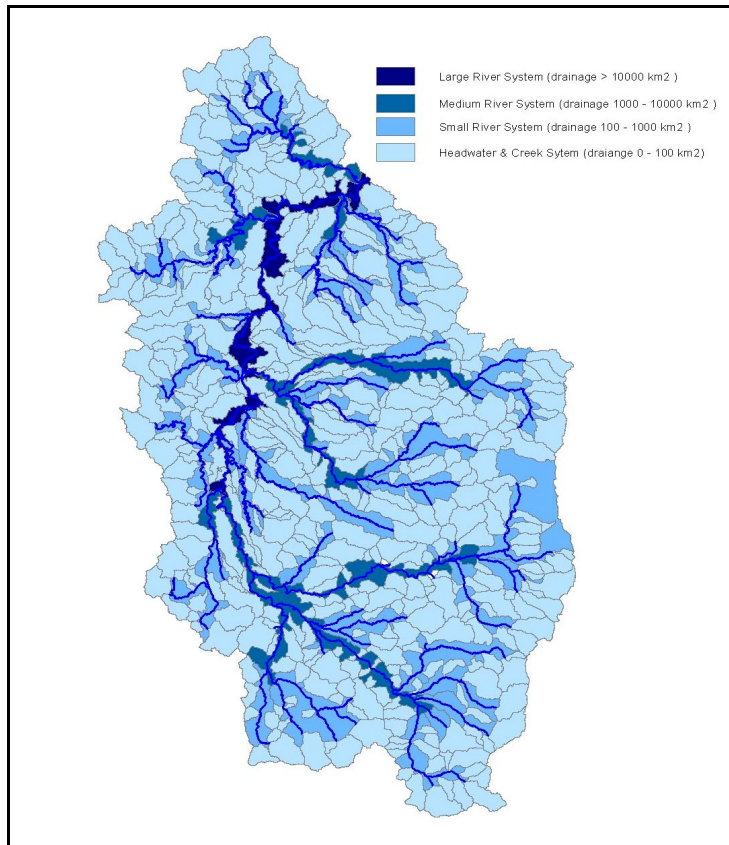 Large River System (drainage > 10000 km2 )
Medium River System (drainage 1000 - 10000 km2 )
Small River System (drainage 100 - 1000 km2 )
Headwater & Creek Sytem (draiange 0 - 100 km2)